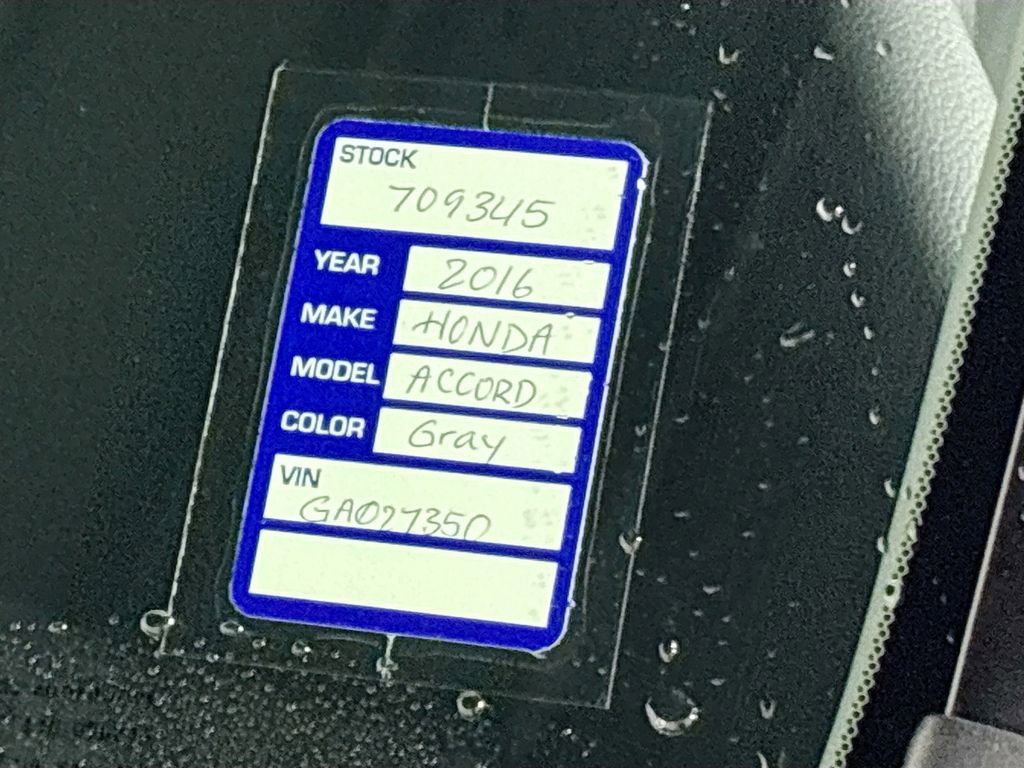 STOCK
709345
YEAR 2016
MAKE HONDA
MODEL ACCORD
COLOR Gray
VIN
GA027350